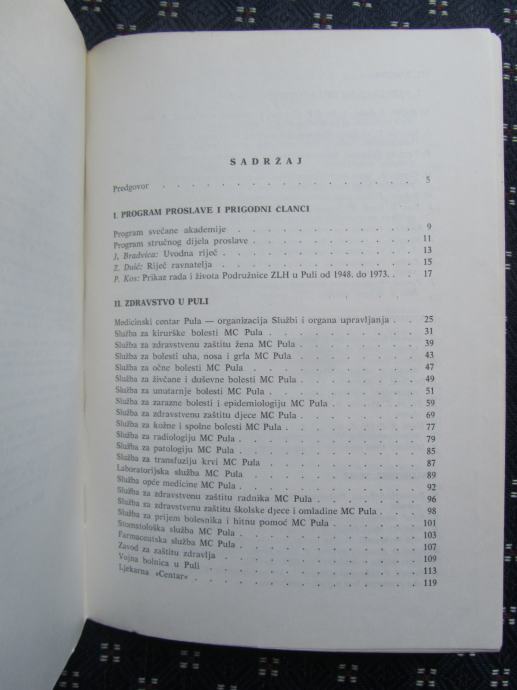 SADRŽAJ
Predgovor . . . . . . . . . . . . . . . . 5
I. PROGRAM PROSLAVE I PRIGODNI ČLANCI
Program svečane akademije . . . . . . . . . . . 9
Program stručnog dijela proslave . . . . . . . . . . 11
J. Bradvica: Uvodna riječ . . . . . . . . . . . 13
Z. Dujč: Riječ ravnatelja . . . . . . . . . . . 15
P. Kos: Prikaz rada i života Podružnice ZLH u Puli od 1948. do 1973. . . 17
II. ZDRAVSTVO U PULI
Medicinski centar Pula — organizacija Službi i organa upravljanja . . 25
Služba za kirurške bolesti MC Pula . . . . . . . . . 31
Služba za zdravstvenu zaštitu žena MC Pula . . . . . . . 39
Služba za bolesti uha, nosa i grla MC Pula . . . . . . . 43
Služba za očne bolesti MC Pula . . . . . . . . . . 47
Služba za živčane i duševne bolesti MC Pula . . . . . . . 49
Služba za unutarnje bolesti MC Pula . . . . . . . . . 51
Služba za zarazne bolesti i epidemiologiju MC Pula . . . . . 59
Služba za zdravstvenu zaštitu djece MC Pula . . . . . . . 69
Služba za kožne i spolne bolesti MC Pula . . . . . . . . 77
Služba za radiologiju MC Pula . . . . . . . . . . 79
Služba za patologiju MC Pula . . . . . . . . . . 85
Služba za transfuziju krvi MC Pula . . . . . . . . . 87
Laboratorijska služba MC Pula . . . . . . . . . . 89
Služba opće medicine MC Pula . . . . . . . . . . 92
Služba za zdravstvenu zaštitu radnika MC Pula . . . . . . 96
Služba za zdravstvenu zaštitu školske djece i omladine MC Pula . . . 98
Služba za prijem bolesnika i hitnu pomoć MC Pula . . . . . 101
Stomatološka služba MC Pula . . . . . . . . . . 103
Farmaceutska služba MC Pula . . . . . . . . . . 107
Zavod za zaštitu zdravlja . . . . . . . . . . . 109
Vojna bolnica u Puli . . . . . . . . . . . . 113
Ljekarna »Centar« . . . . . . . . . . . . . 119